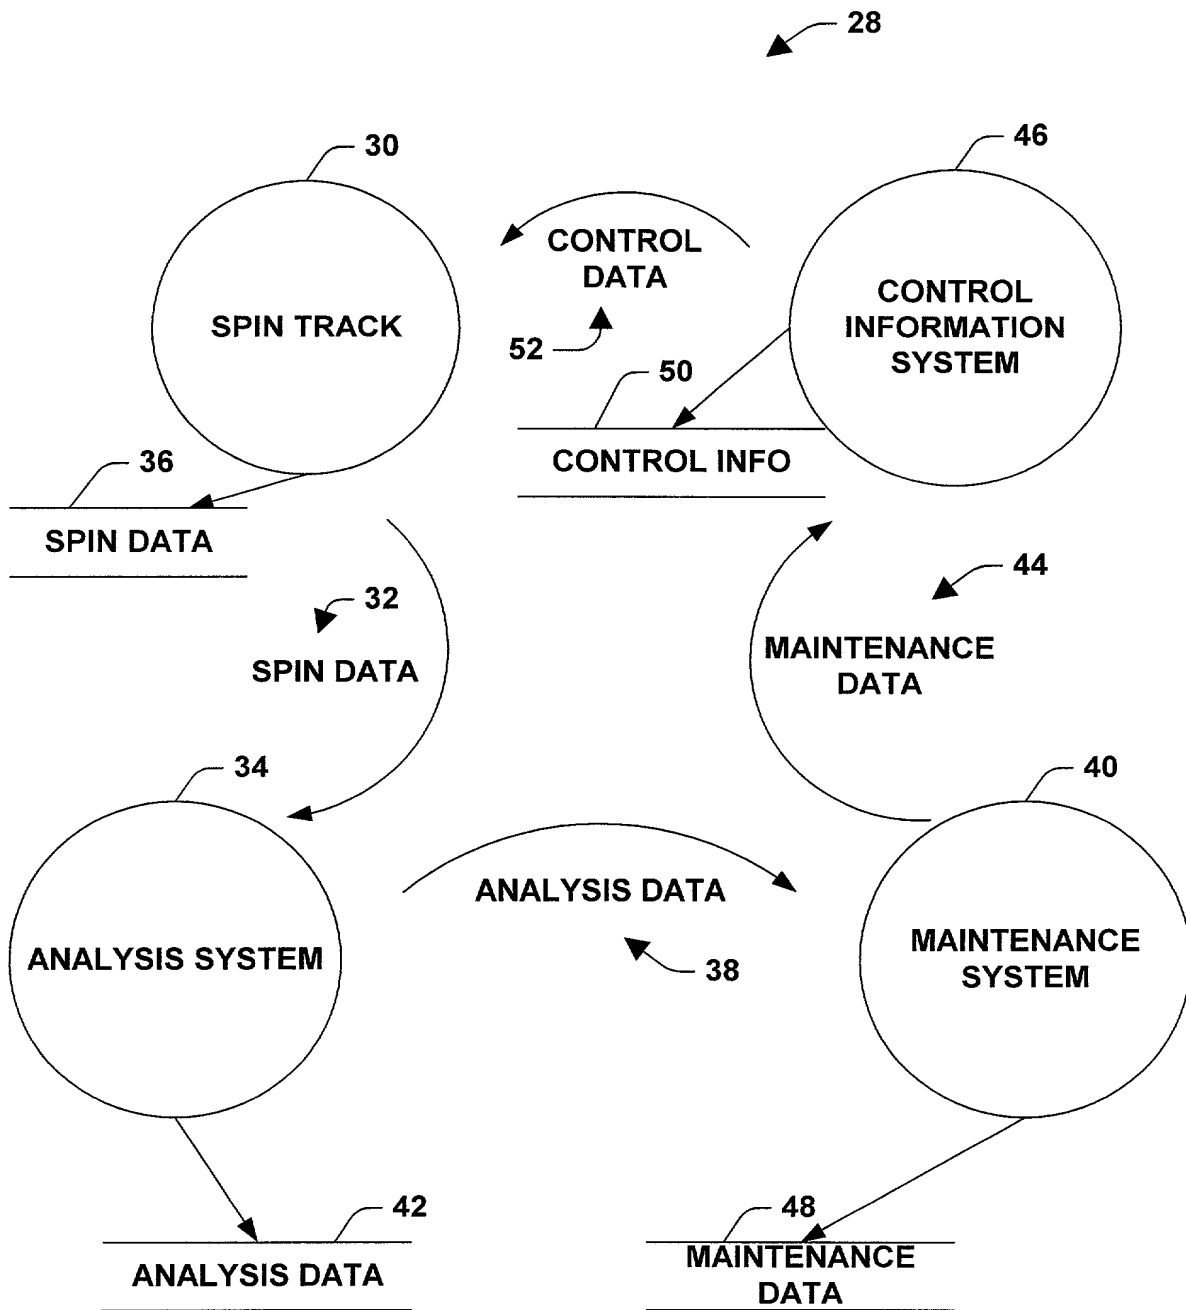 28
30
46
CONTROL
DATA
SPIN TRACK
CONTROL
INFORMATION
SYSTEM
52
50
36
CONTROL INFO
SPIN DATA
32
44
SPIN DATA
MAINTENANCE
DATA
34
40
ANALYSIS DATA
ANALYSIS SYSTEM
MAINTENANCE
SYSTEM
38
42
48
ANALYSIS DATA
MAINTENANCE
DATA